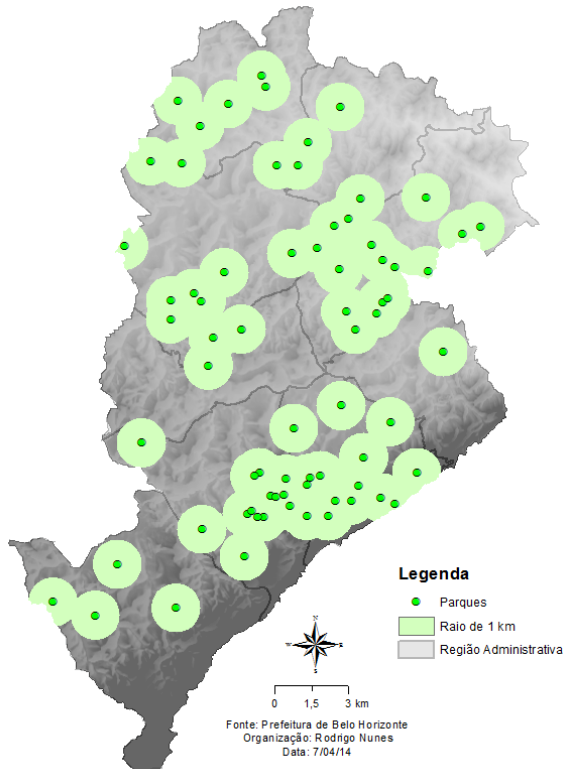 Legenda
Parques
Raio de 1 km
Região Administrativa
N
W E
S
0 1,5 3 km
Fonte: Prefeitura de Belo Horizonte
Organização: Rodrigo Nunes
Data: 7/04/14